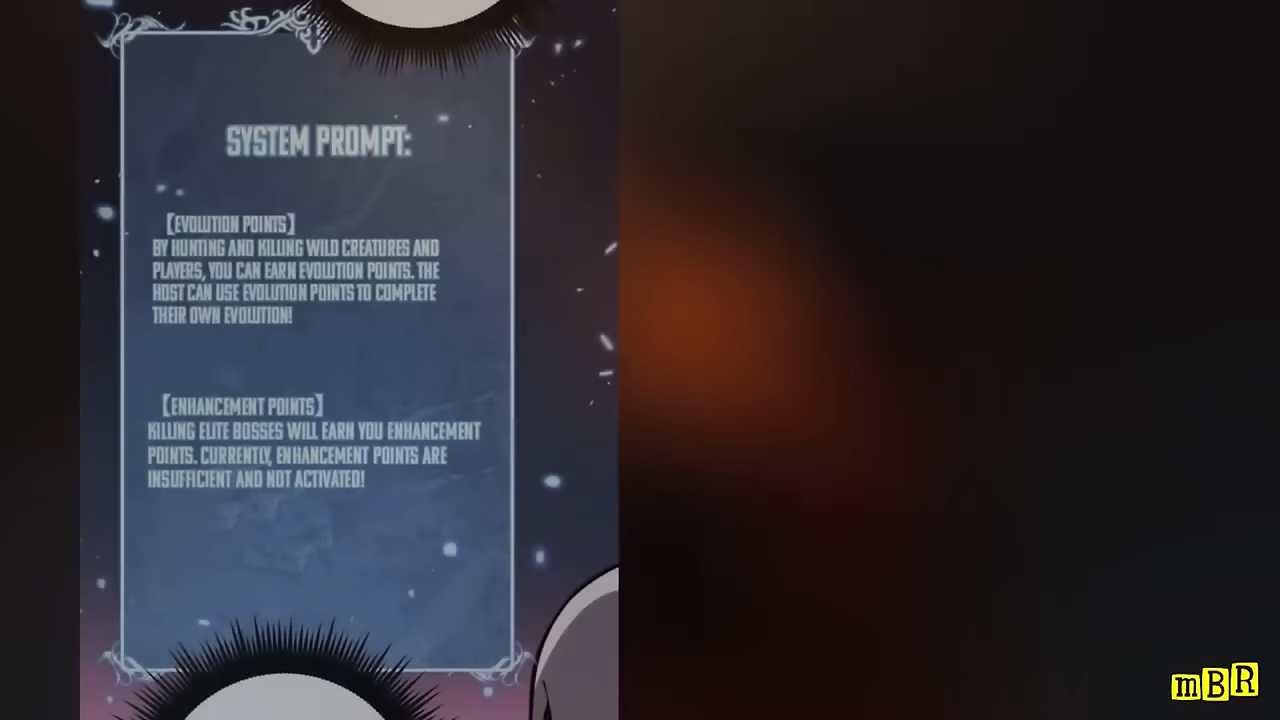 SYSTEM PROMPT:
【EVOLUTION POINTS】
BY HUNTING AND KILLING WILD CREATURES AND
PLAYERS, YOU CAN EARN EVOLUTION POINTS. THE
HOST CAN USE EVOLUTION POINTS TO COMPLETE
THEIR OWN EVOLUTION!
【ENHANCEMENT POINTS】
KILLING ELITE BOSSES WILL EARN YOU ENHANCEMENT
POINTS. CURRENTLY, ENHANCEMENT POINTS ARE
INSUFFICIENT AND NOT ACTIVATED!
mBR